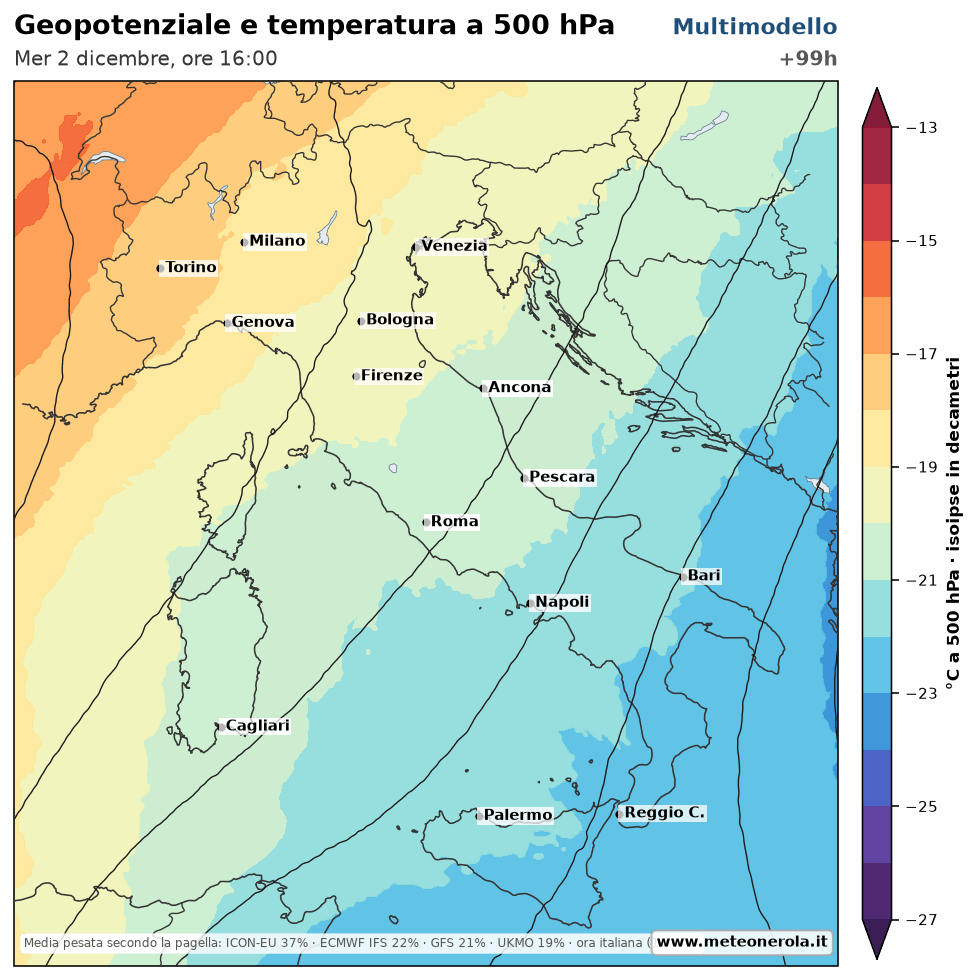 Geopotenziale e temperatura a 500 hPa
Multimodello
Mer 2 dicembre, ore 16:00
+99h
−13
−15
−17
−19
−21
−23
−25
−27
°C a 500 hPa · isoipse in decametri
Milano
Venezia
Torino
Genova
Bologna
Firenze
Ancona
Pescara
Roma
Bari
Napoli
Cagliari
Palermo
Reggio C.
Media pesata secondo la pagella: ICON-EU 37% · ECMWF IFS 22% · GFS 21% · UKMO 19% · ora italiana (
www.meteonerola.it